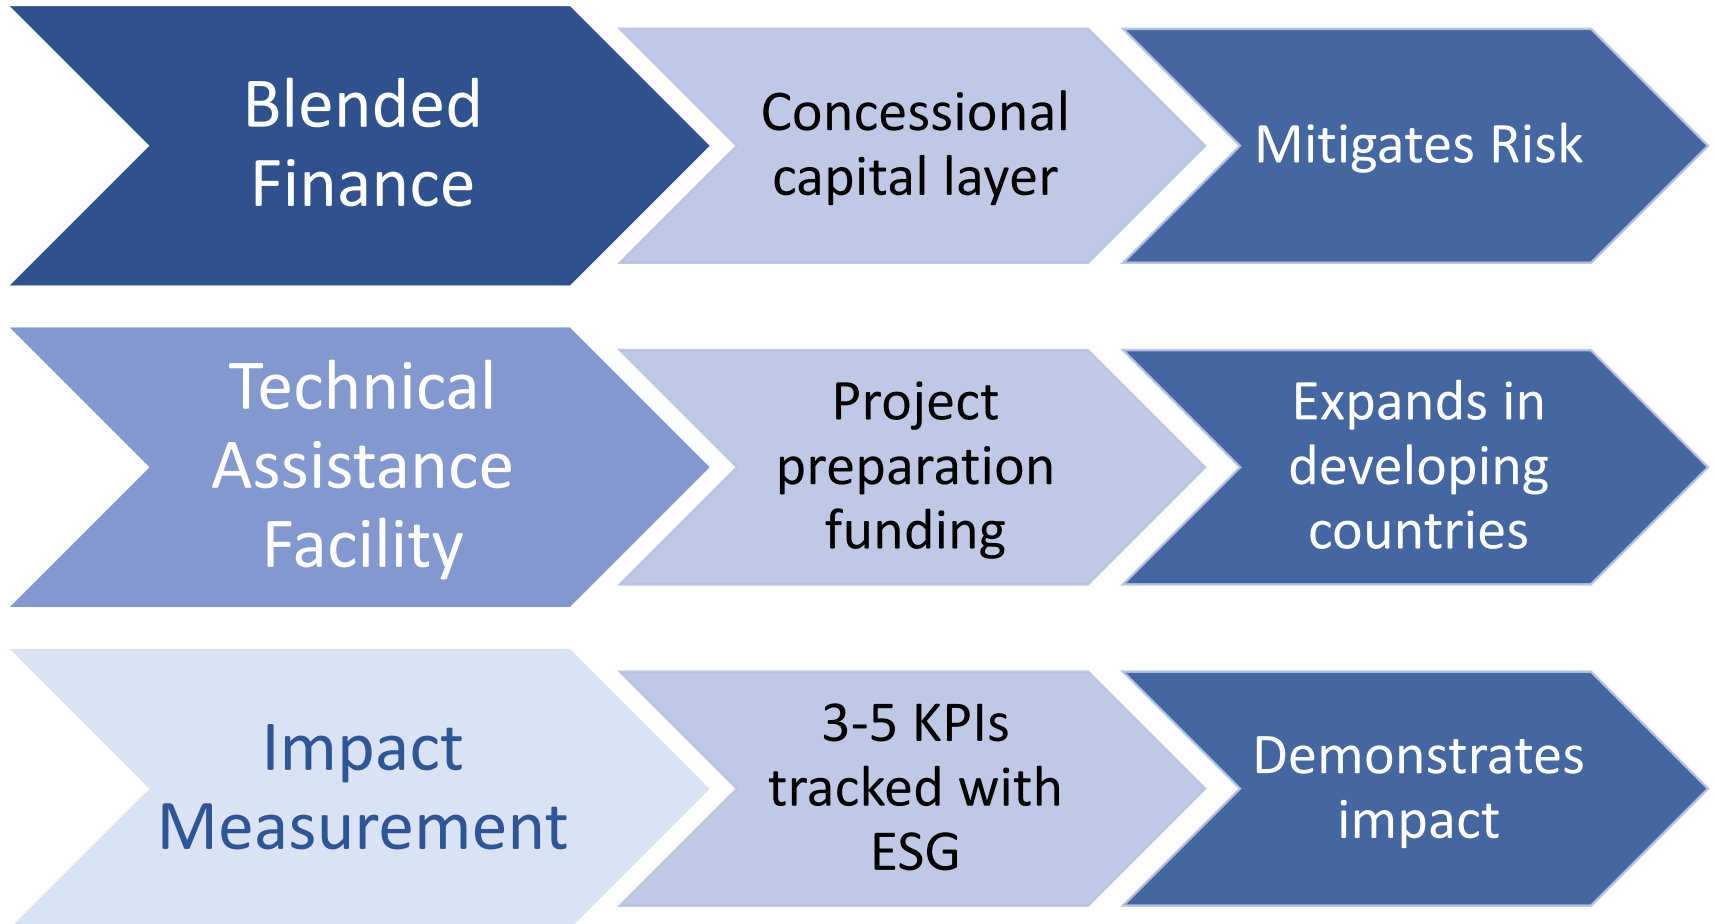 Blended
Finance
Concessional
capital layer
Mitigates Risk
Technical
Assistance
Facility
Project
preparation
funding
Expands in
developing
countries
Impact
Measurement
3-5 KPIs
tracked with
ESG
Demonstrates
impact